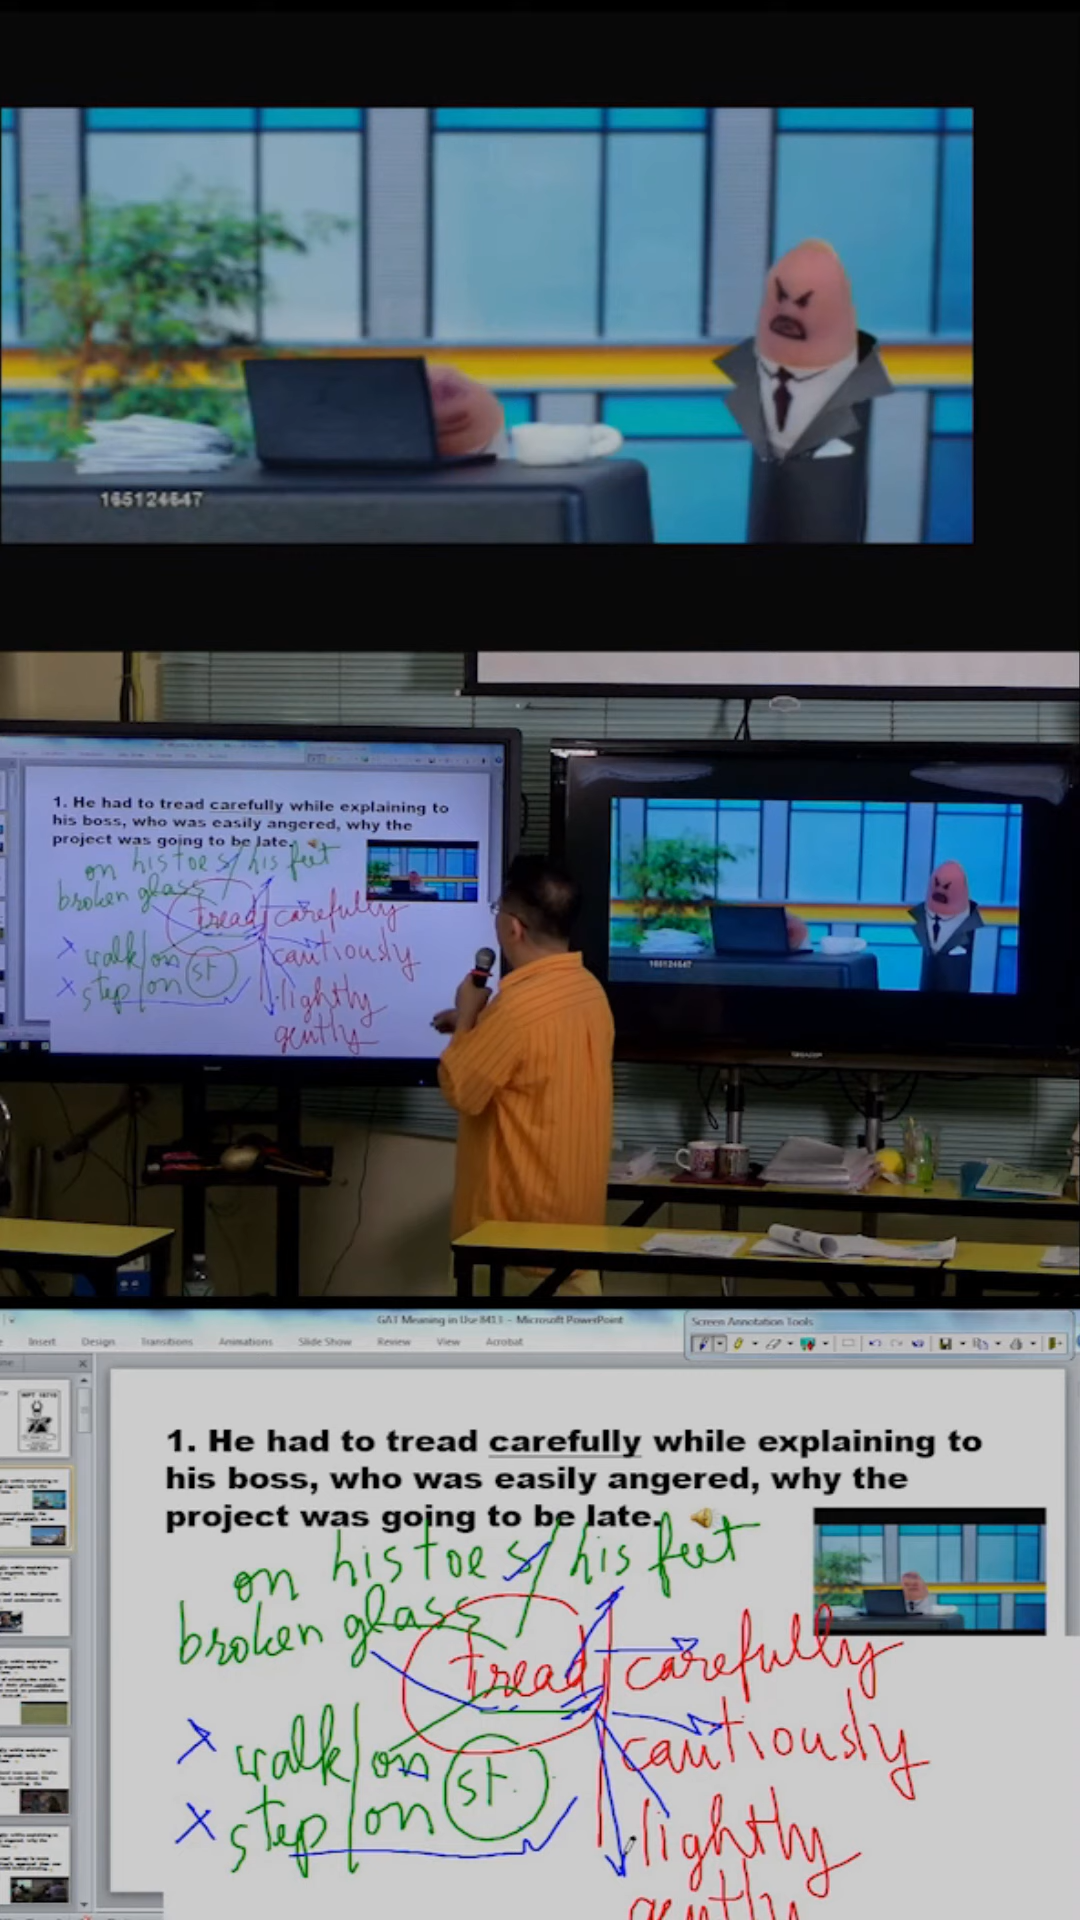 165124647
1. He had to tread carefully while explaining to
his boss, who was easily angered, why the
project was going to be late.
on his toes/his feet
broken glass
tread carefully
cautiously
x walk/on st
x step/on
lightly
gently
165124647
GAT Meaning in Use 8413 - Microsoft PowerPoint
Screen Annotation Tools
Insert Design Transitions Animations Slide Show Review View Acrobat
1. He had to tread carefully while explaining to
his boss, who was easily angered, why the
project was going to be late.
on his toes/his feet
broken glass
tread carefully
cautiously
x walk/on st.
x step/on
lightly
gently